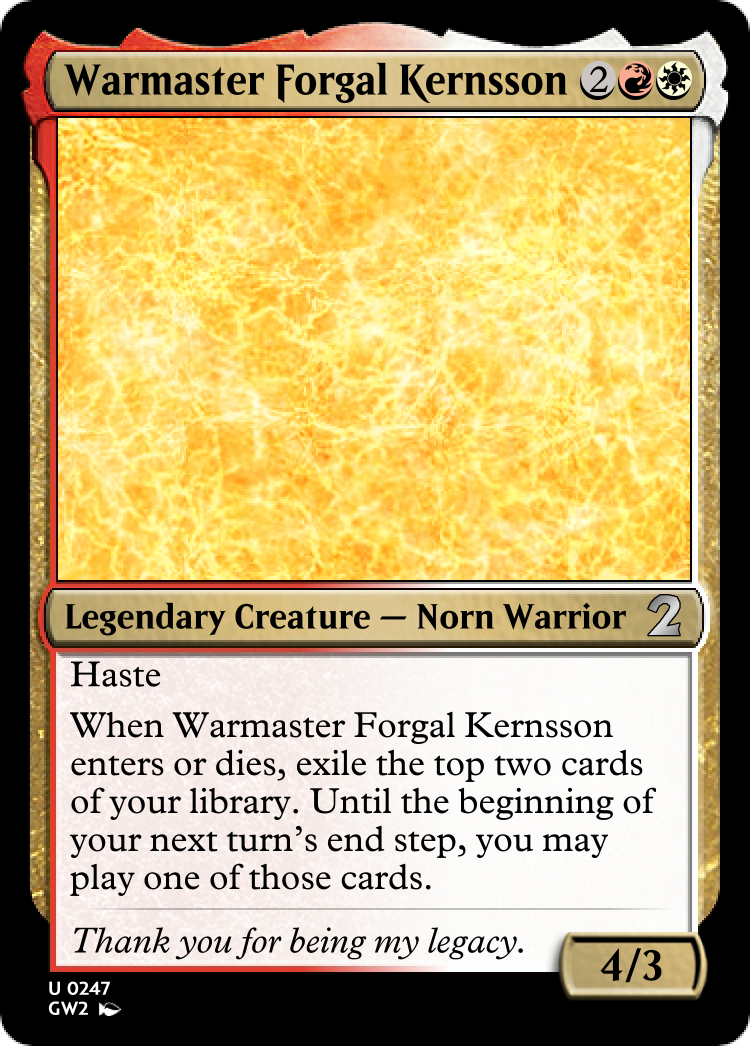 Warmaster Forgal Kernsson 2
Legendary Creature — Norn Warrior 2
Haste
When Warmaster Forgal Kernsson
enters or dies, exile the top two cards
of your library. Until the beginning of
your next turn’s end step, you may
play one of those cards.
Thank you for being my legacy.
4/3
U 0247
GW2